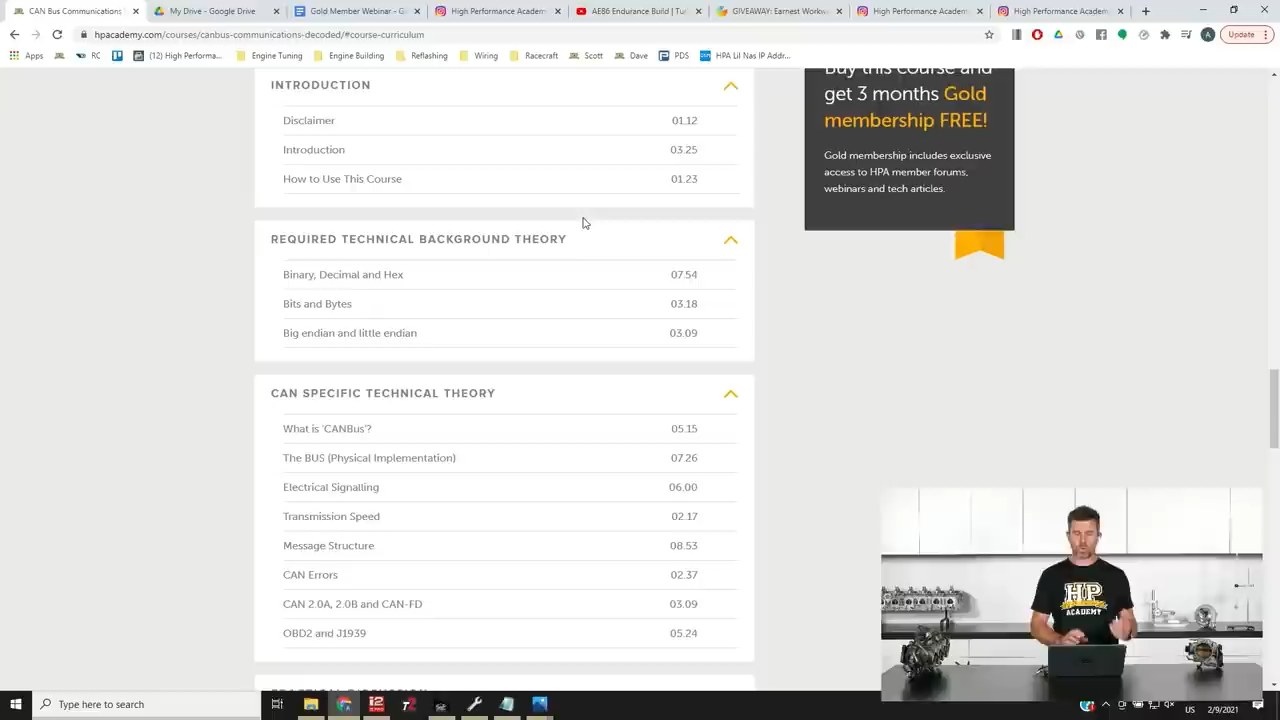 CAN Bus Communications
My Drive - Google Drive
Gold Member Webinar - G
High Performance Academy
AE86 Endurance Build | Tu
GIVEAWAY: Earnest Workw
High Performance Academ
High Performance Academ
hpacademy.com/courses/canbus-communications-decoded/#course-curriculum
A
Update
Apps
RC
(12) High Performa...
Engine Tuning
Engine Building
Reflashing
Wiring
Racecraft
Scott
Dave
PDS
HPA Lil Nas IP Addr...
INTRODUCTION
Disclaimer 01.12
Introduction 03.25
How to Use This Course 01.23
REQUIRED TECHNICAL BACKGROUND THEORY
Binary, Decimal and Hex 07.54
Bits and Bytes 03.18
Big endian and little endian 03.09
CAN SPECIFIC TECHNICAL THEORY
What is 'CANBus'? 05.15
The BUS (Physical Implementation) 07.26
Electrical Signalling 06.00
Transmission Speed 02.17
Message Structure 08.53
CAN Errors 02.37
CAN 2.0A, 2.0B and CAN-FD 03.09
OBD2 and J1939 05.24
PRACTICAL DISCUSSION
Buy this course and
get 3 months Gold
membership FREE!
Gold membership includes exclusive
access to HPA member forums,
webinars and tech articles.
HP
ACADEMY
Type here to search
US
2/9/2021